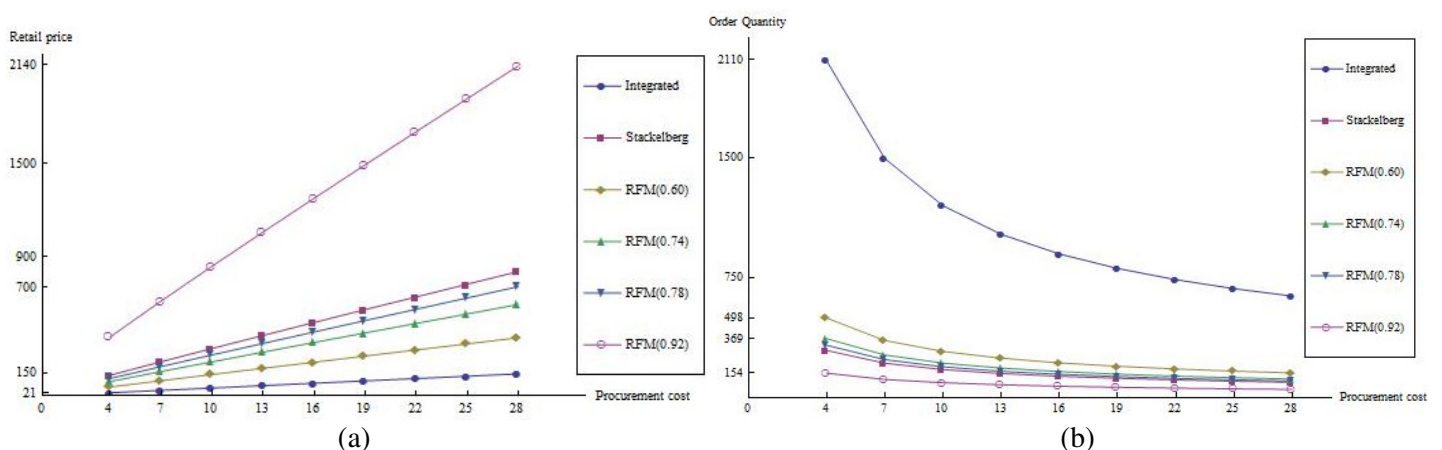 Retail price
2140
1500
900
700
150
21
0 4 7 10 13 16 19 22 25 28
Procurement cost
Integrated
Stackelberg
RFM(0.60)
RFM(0.74)
RFM(0.78)
RFM(0.92)
(a)
Order Quantity
2110
1500
750
498
369
154
0 4 7 10 13 16 19 22 25 28
Procurement cost
Integrated
Stackelberg
RFM(0.60)
RFM(0.74)
RFM(0.78)
RFM(0.92)
(b)